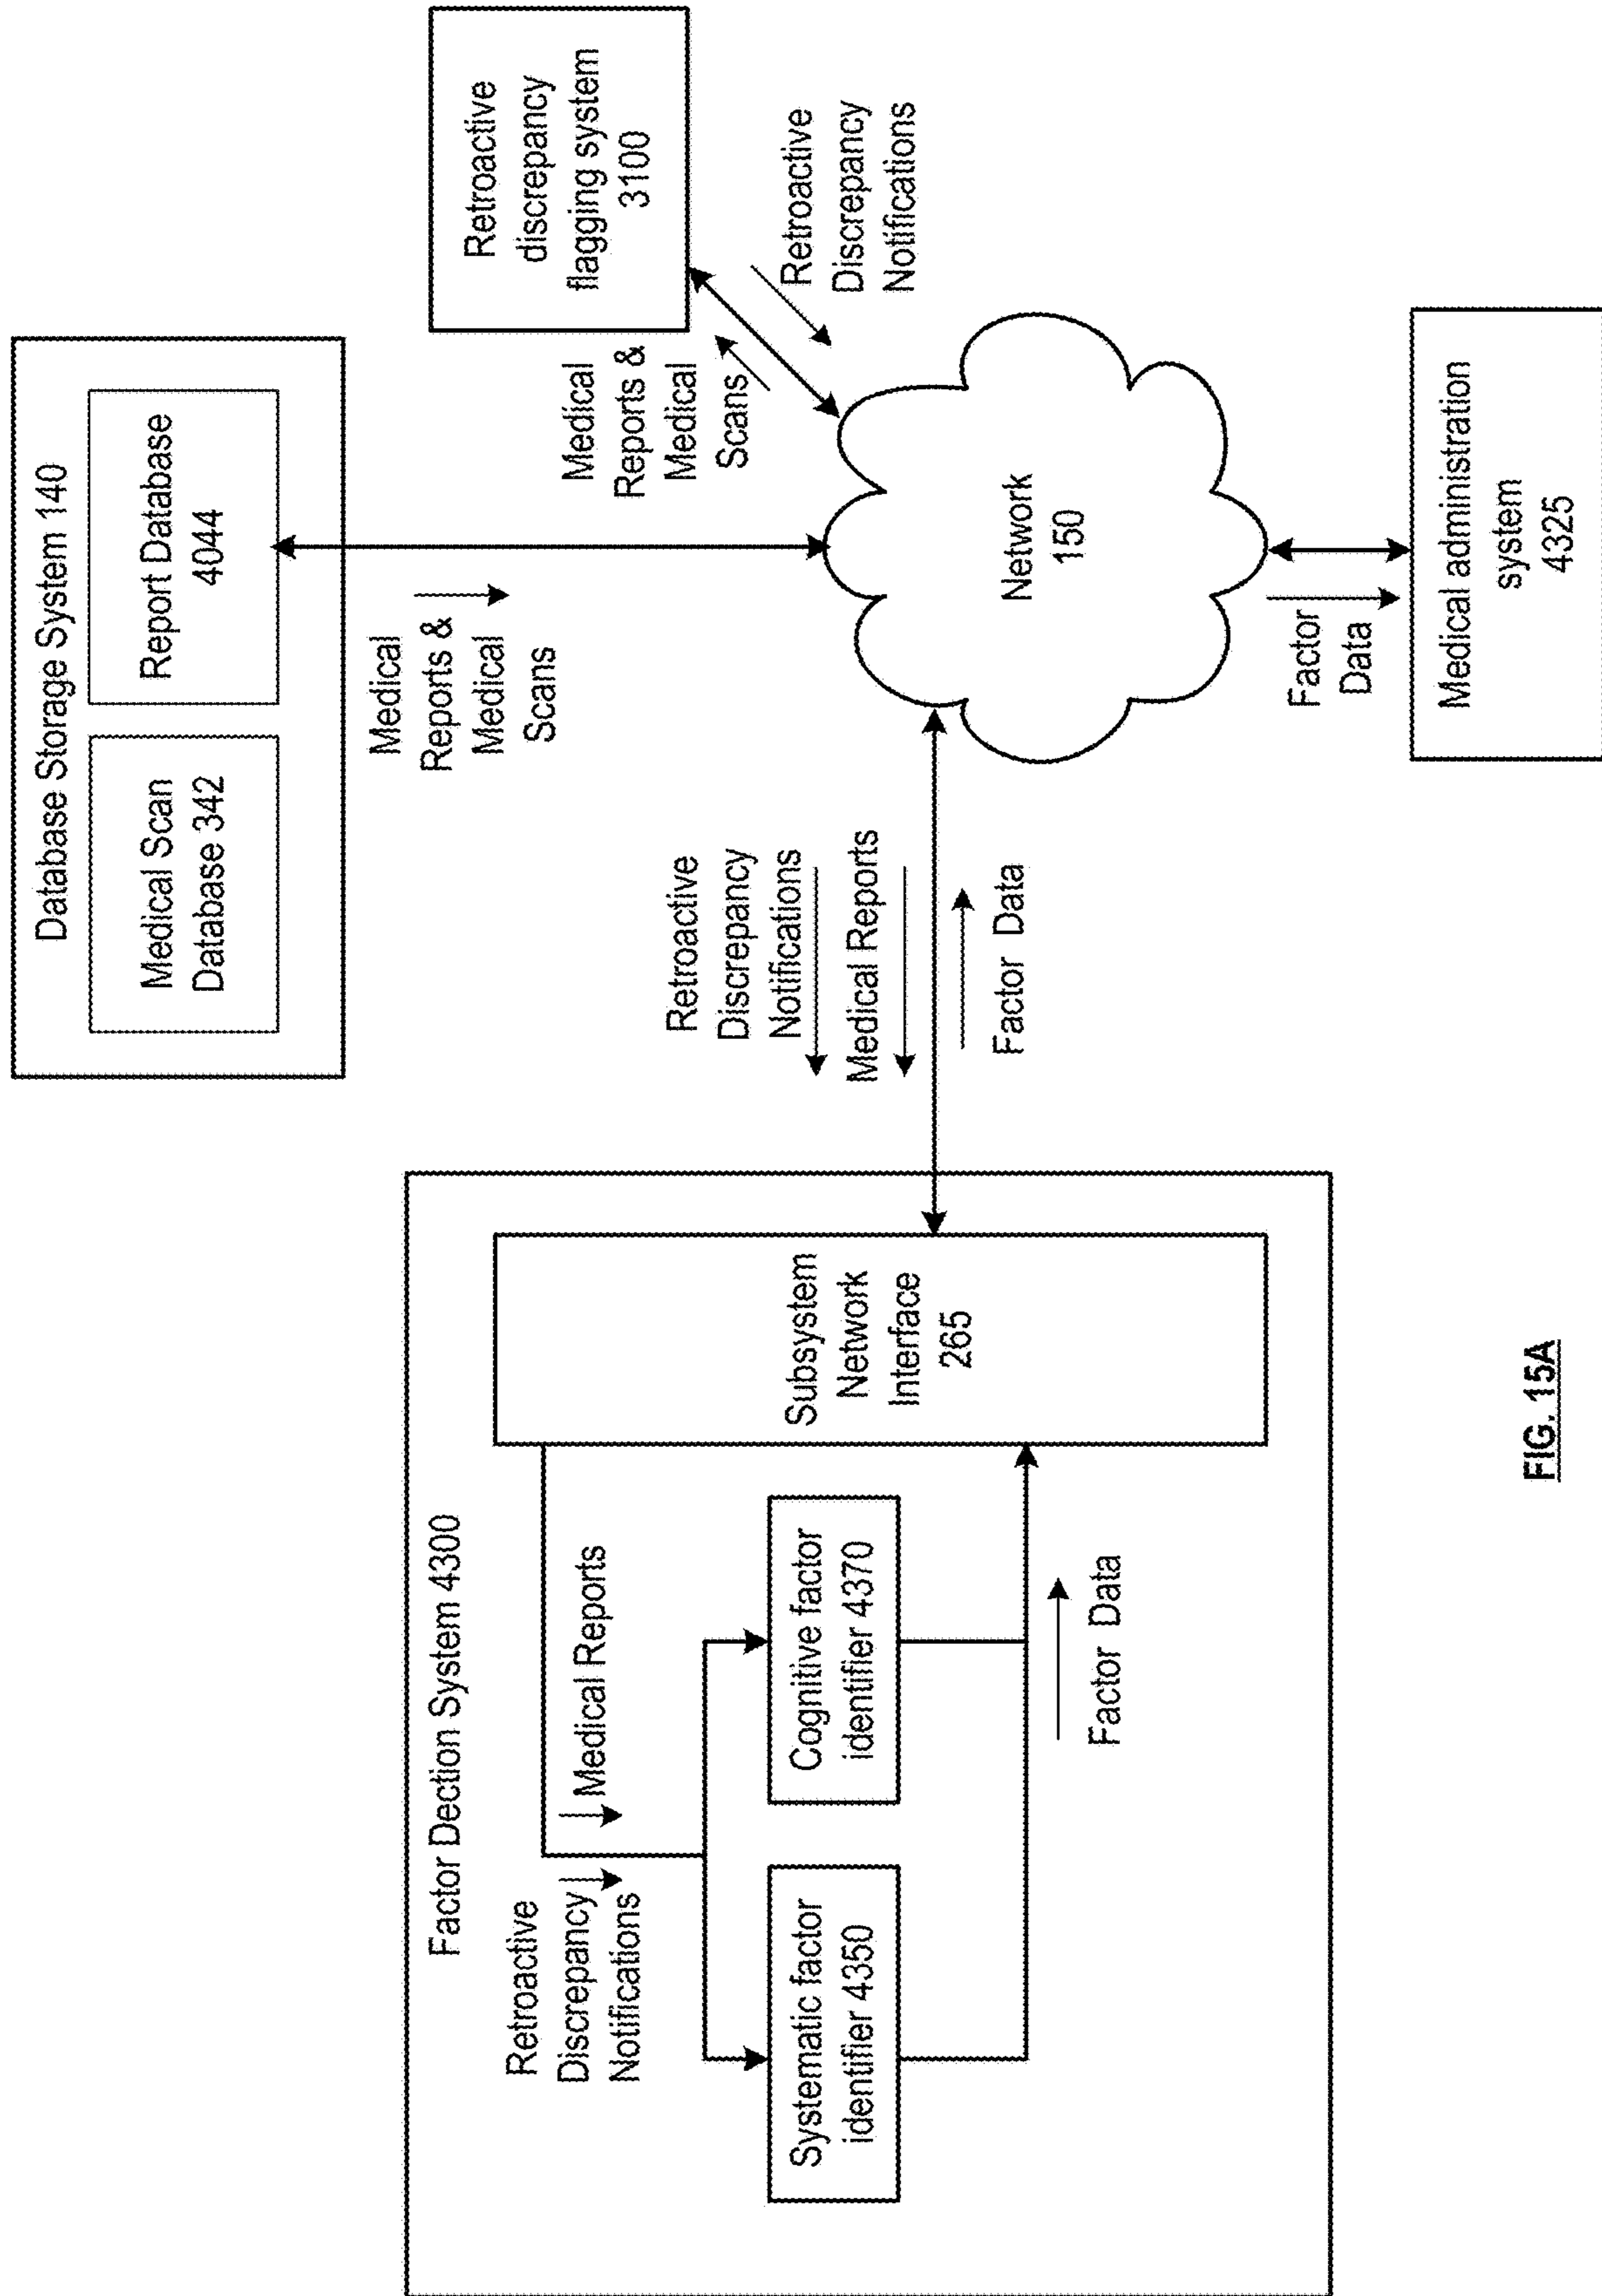 Database Storage System 140
Medical Scan
Database 342
Report Database
4044
Medical
Reports &
Medical
Scans
Retroactive
discrepancy
flagging system
3100
Medical
Reports &
Medical
Scans
Retroactive
Discrepancy
Notifications
Network
150
Factor
Data
Medical administration
system
4325
Retroactive
Discrepancy
Notifications
Medical Reports
Factor Data
Factor Dection System 4300
Retroactive
Discrepancy
Notifications
Medical Reports
Systematic factor
identifier 4350
Cognitive factor
identifier 4370
Subsystem
Network
Interface
265
Factor Data
FIG. 15A